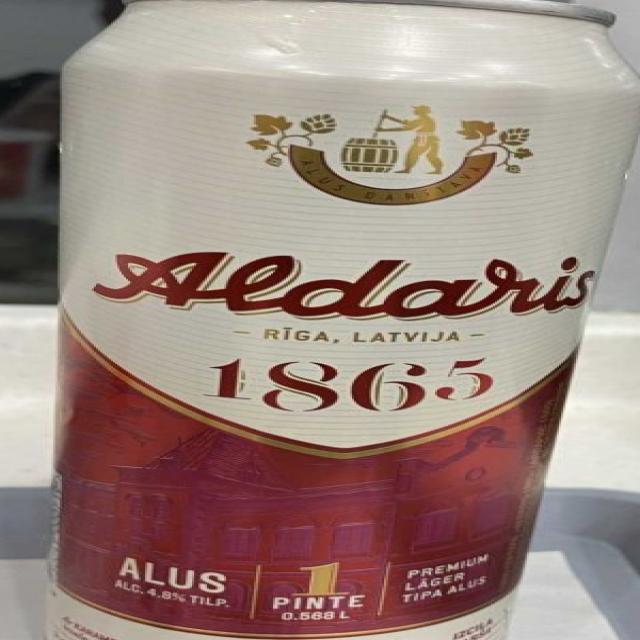 ALUS DARĪTAVA
Aldaris
– RĪGA, LATVIJA –
1865
ALUS
ALC. 4,8% TILP.
1
PINTE
0.568 L
PREMIUM
LĀGER
TIPA ALUS